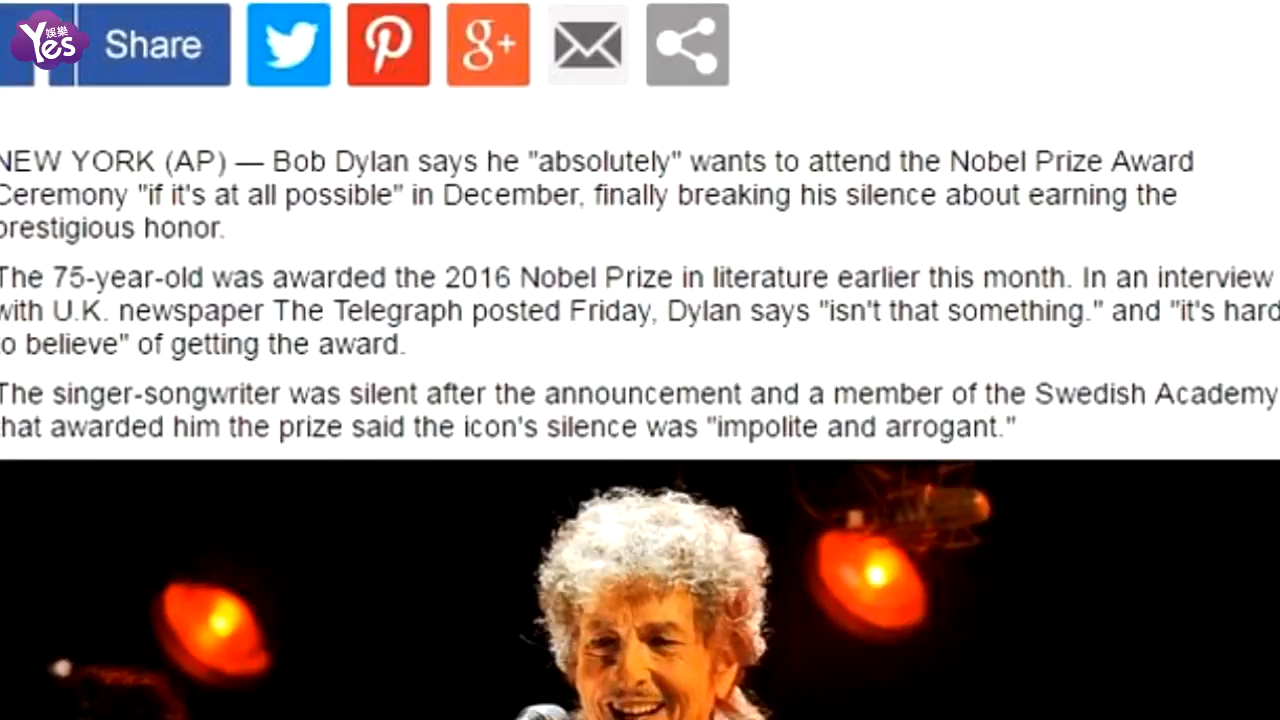 Yes 娛樂
Share
g+
NEW YORK (AP) — Bob Dylan says he "absolutely" wants to attend the Nobel Prize Award
Ceremony "if it's at all possible" in December, finally breaking his silence about earning the
prestigious honor.
The 75-year-old was awarded the 2016 Nobel Prize in literature earlier this month. In an interview
with U.K. newspaper The Telegraph posted Friday, Dylan says "isn't that something." and "it's hard
to believe" of getting the award.
The singer-songwriter was silent after the announcement and a member of the Swedish Academy
that awarded him the prize said the icon's silence was "impolite and arrogant."